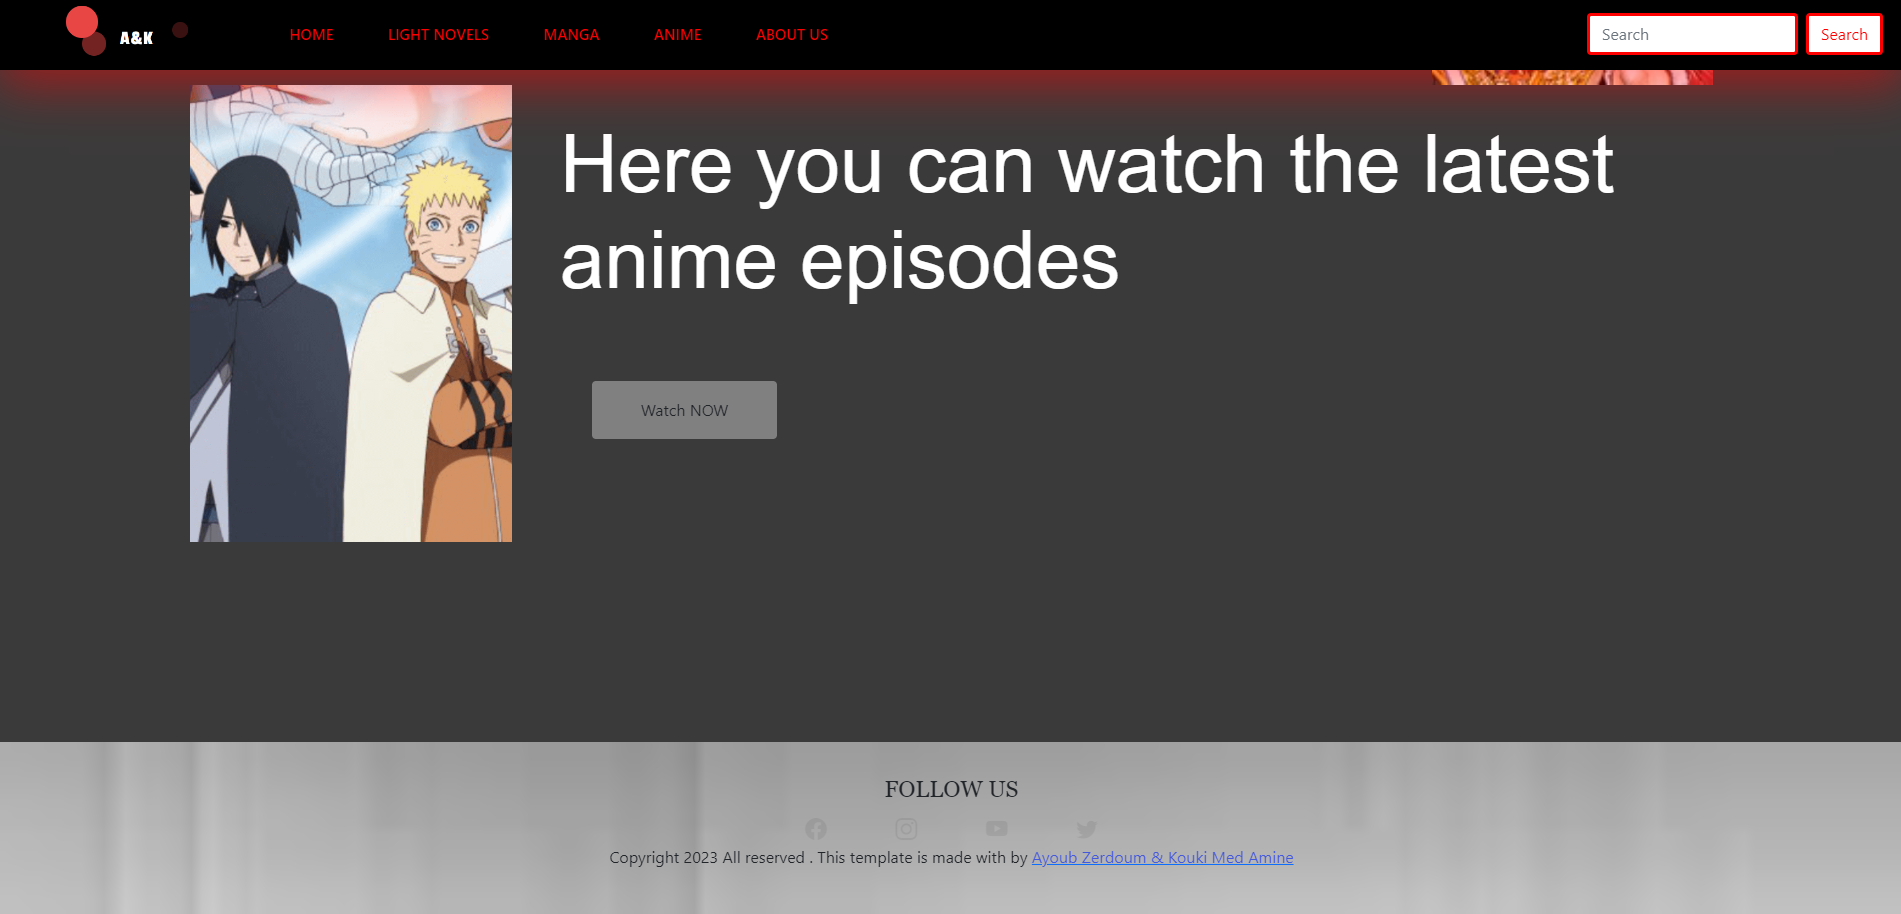 A&K
HOME
LIGHT NOVELS
MANGA
ANIME
ABOUT US
Search
Search
Here you can watch the latest
anime episodes
Watch NOW
FOLLOW US
Copyright 2023 All reserved . This template is made with by Ayoub Zerdoum & Kouki Med Amine